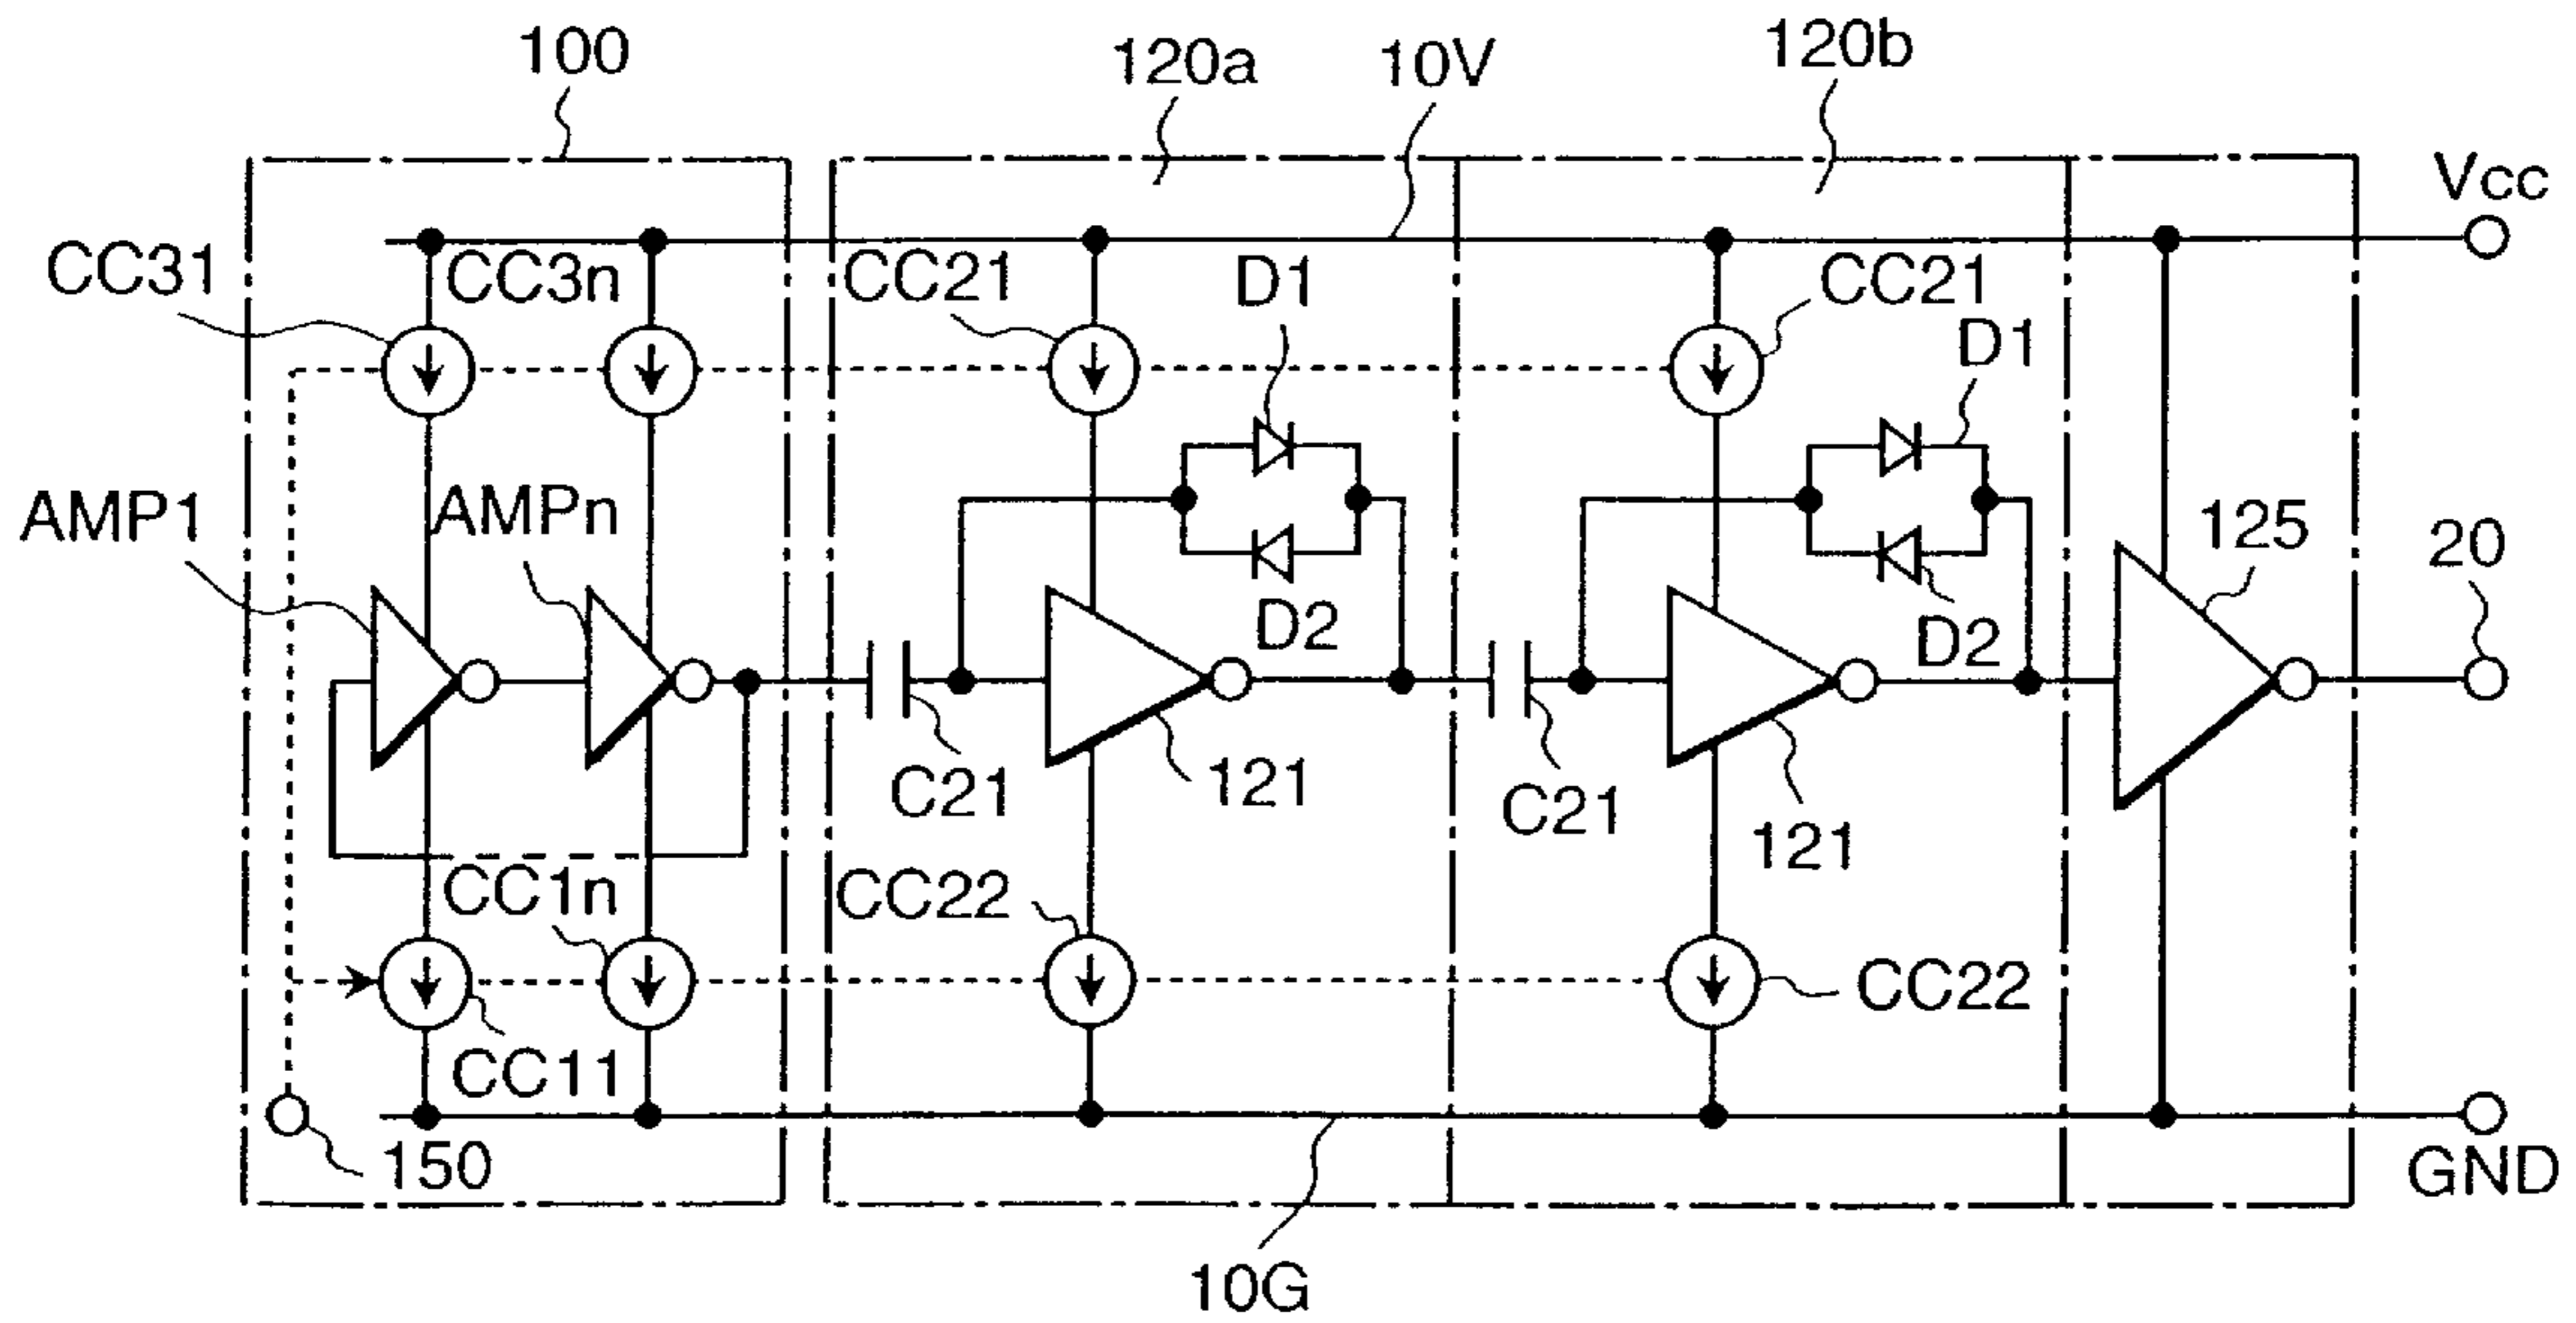 100
120a
10V
120b
Vcc
CC31
CC3n
CC21
D1
CC21
D1
AMP1
AMPn
125
20
D2
D2
C21
121
C21
121
CC1n
CC22
CC22
CC11
150
GND
10G